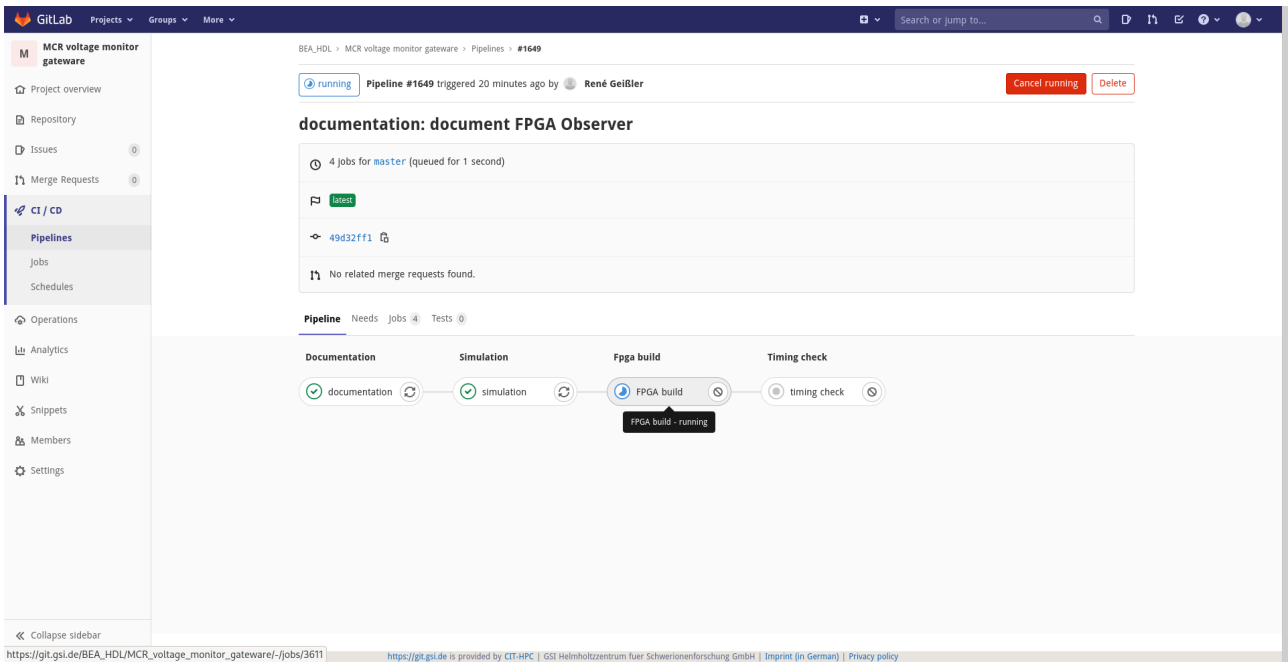 GitLab Projects Groups More Search or jump to...
M MCR voltage monitor gateware
Project overview
Repository
Issues 0
Merge Requests 0
CI / CD
Pipelines
Jobs
Schedules
Operations
Analytics
Wiki
Snippets
Members
Settings
Collapse sidebar
BEA_HDL > MCR voltage monitor gateware > Pipelines > #1649
running Pipeline #1649 triggered 20 minutes ago by René Geißler Cancel running Delete
documentation: document FPGA Observer
4 jobs for master (queued for 1 second)
latest
49d32ff1
No related merge requests found.
Pipeline Needs Jobs 4 Tests 0
Documentation Simulation Fpga build Timing check
documentation simulation FPGA build timing check
FPGA build - running
https://git.gsi.de/BEA_HDL/MCR_voltage_monitor_gateware/-/jobs/3611
https://git.gsi.de is provided by CIT-HPC | GSI Helmholtzzentrum fuer Schwerionenforschung GmbH | Imprint (in German) | Privacy policy